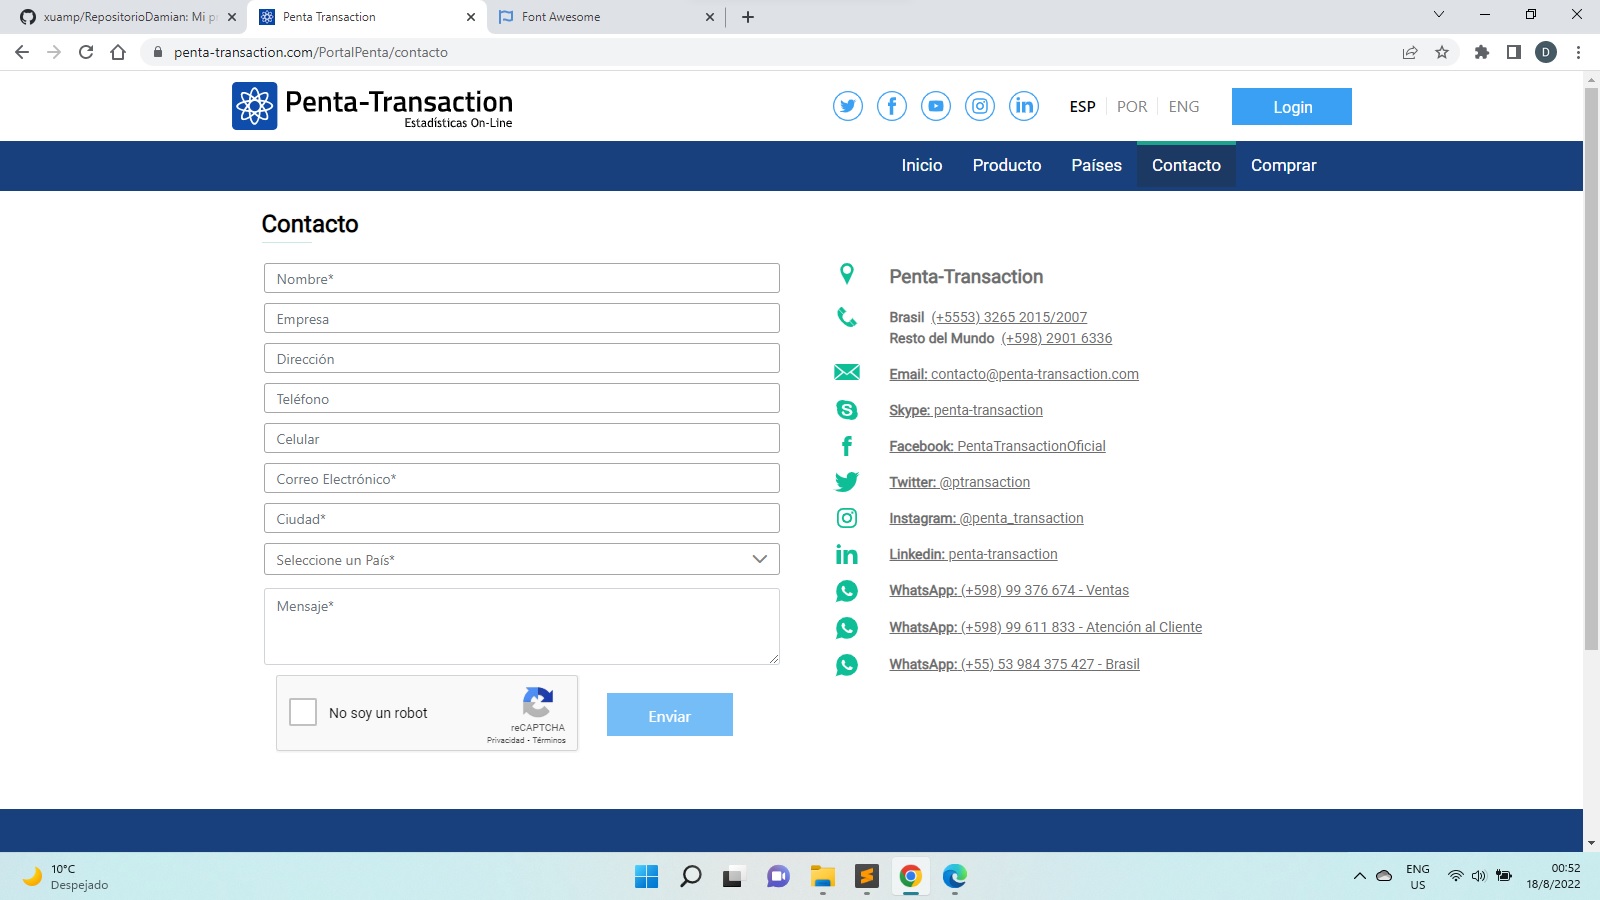 xuamp/RepositorioDamian: Mi pr
Penta Transaction
Font Awesome
penta-transaction.com/PortalPenta/contacto
D
Penta-Transaction
Estadísticas On-Line
ESP POR ENG
Login
Inicio Producto Países Contacto Comprar
Contacto
Nombre*
Empresa
Dirección
Teléfono
Celular
Correo Electrónico*
Ciudad*
Seleccione un País*
Mensaje*
No soy un robot
reCAPTCHA
Privacidad - Términos
Enviar
Penta-Transaction
Brasil (+5553) 3265 2015/2007
Resto del Mundo (+598) 2901 6336
Email: contacto@penta-transaction.com
Skype: penta-transaction
Facebook: PentaTransactionOficial
Twitter: @ptransaction
Instagram: @penta_transaction
Linkedin: penta-transaction
WhatsApp: (+598) 99 376 674 - Ventas
WhatsApp: (+598) 99 611 833 - Atención al Cliente
WhatsApp: (+55) 53 984 375 427 - Brasil
10°C
Despejado
ENG
US
00:52
18/8/2022